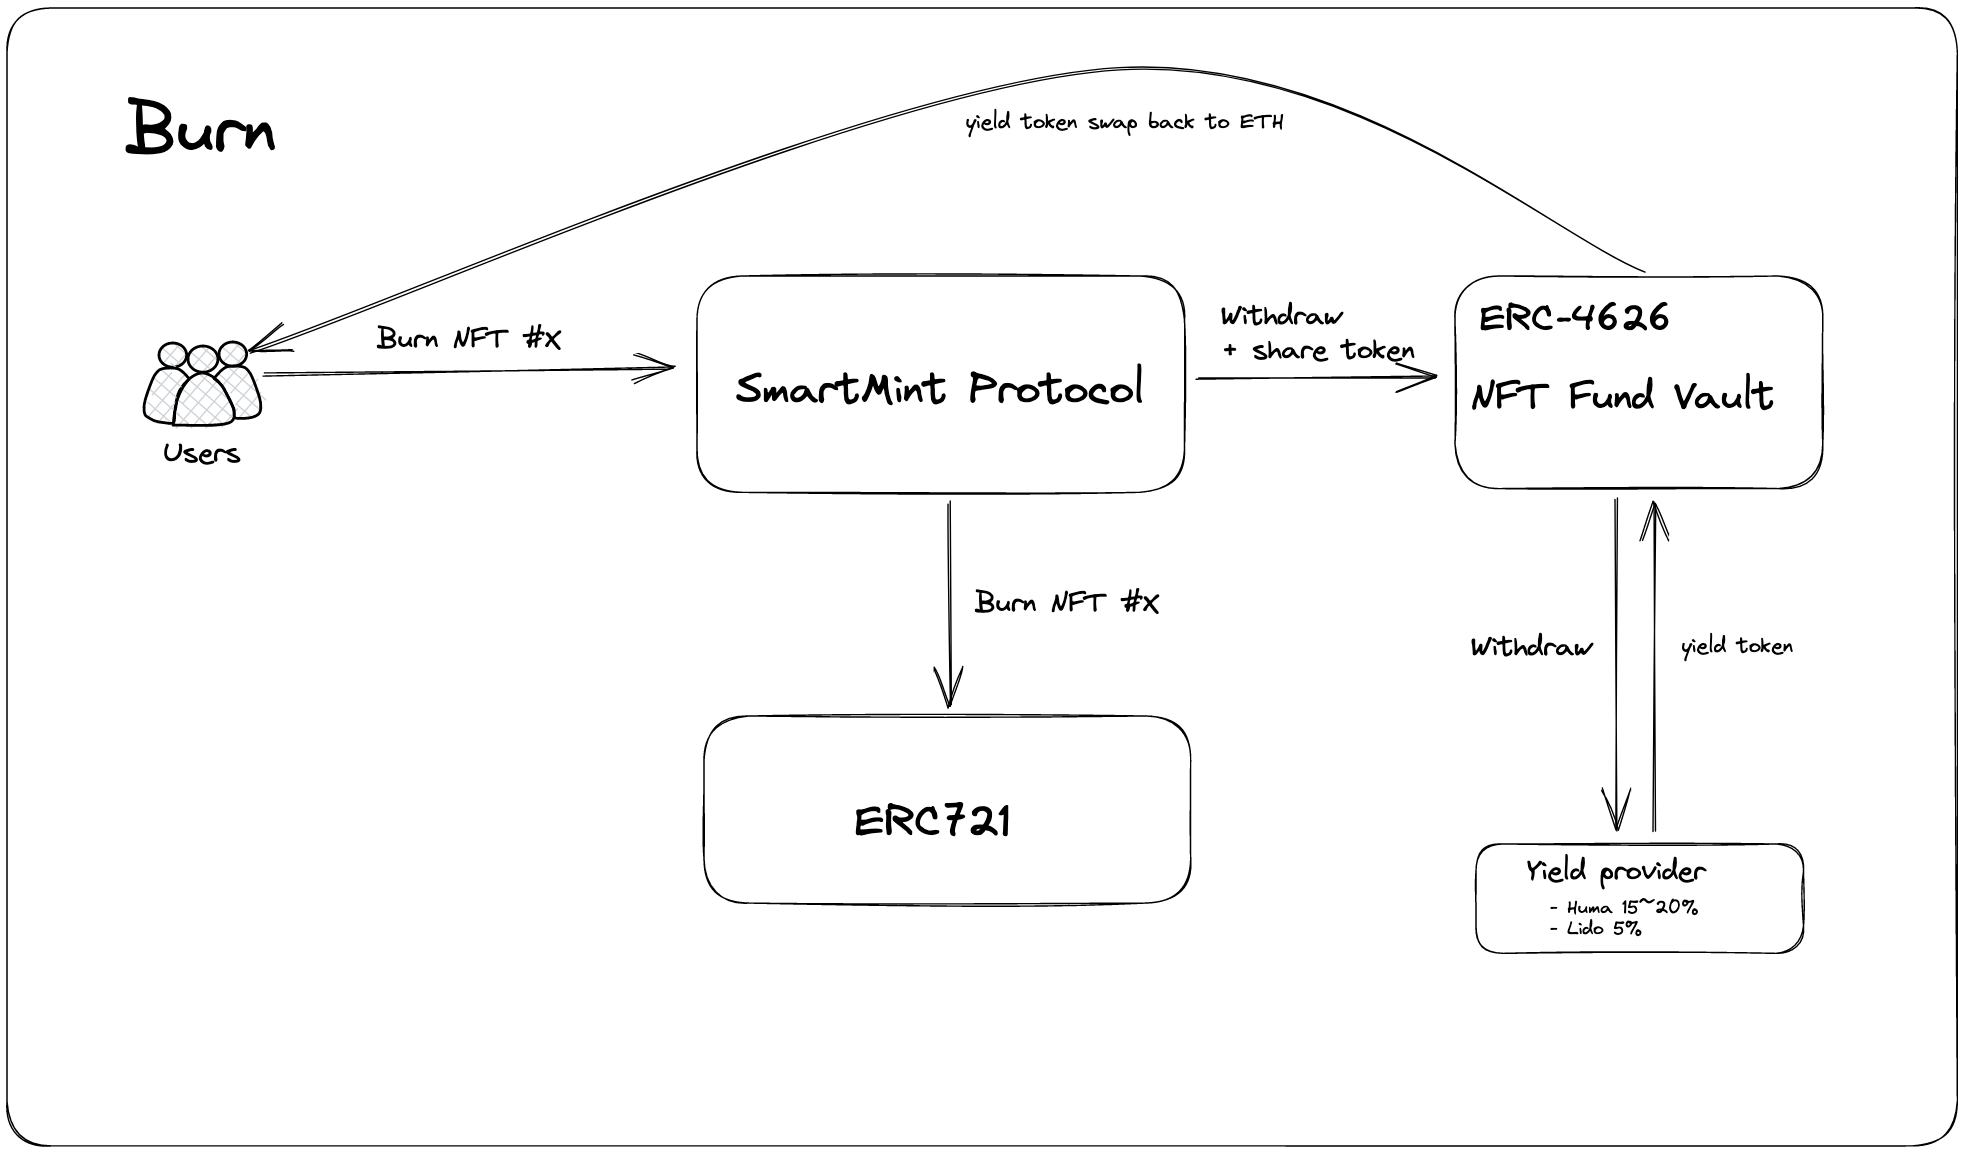 Burn
yield token swap back to ETH
Burn NFT #X
Users
SmartMint Protocol
Withdraw
+ share token
ERC-4626
NFT Fund Vault
Burn NFT #X
ERC721
Withdraw
yield token
Yield provider
- Huma 15~20%
- Lido 5%